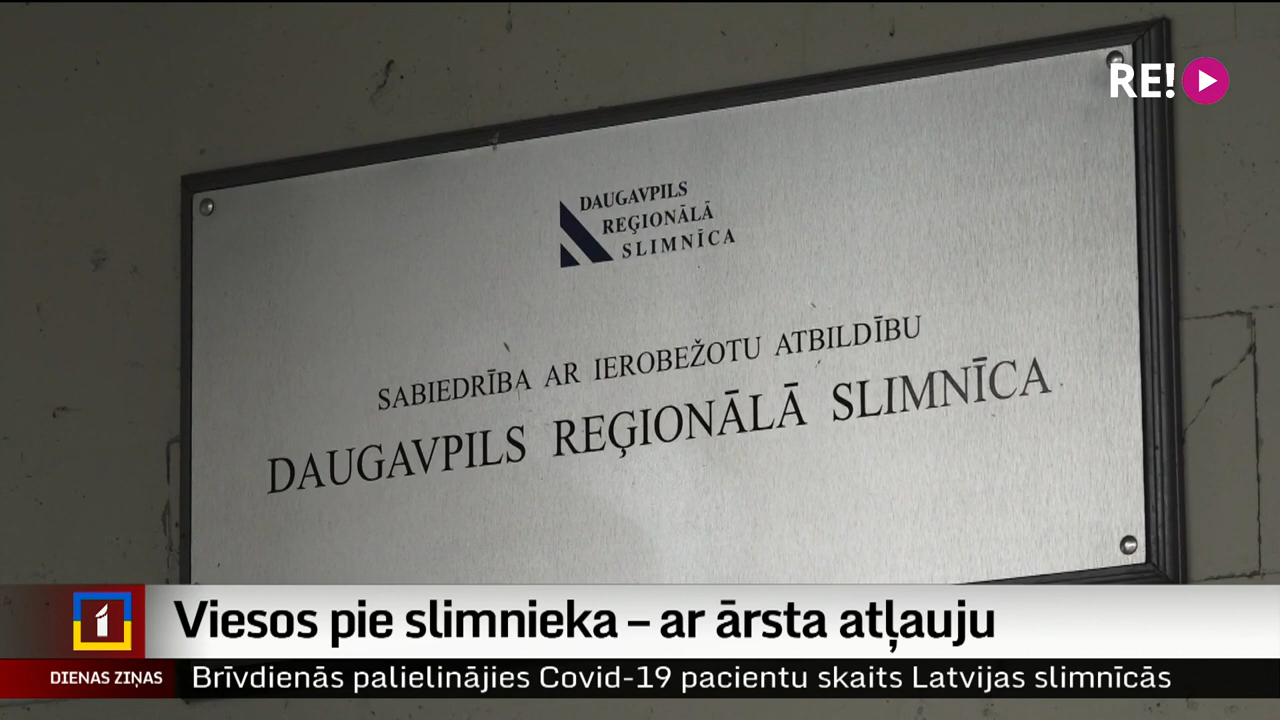 RE!
DAUGAVPILS
REĢIONĀLĀ
SLIMNĪCA
SABIEDRĪBA AR IEROBEŽOTU ATBILDĪBU
DAUGAVPILS REĢIONĀLĀ SLIMNĪCA
1
Viesos pie slimnieka – ar ārsta atļauju
DIENAS ZIŅAS
Brīvdienās palielinājies Covid-19 pacientu skaits Latvijas slimnīcās